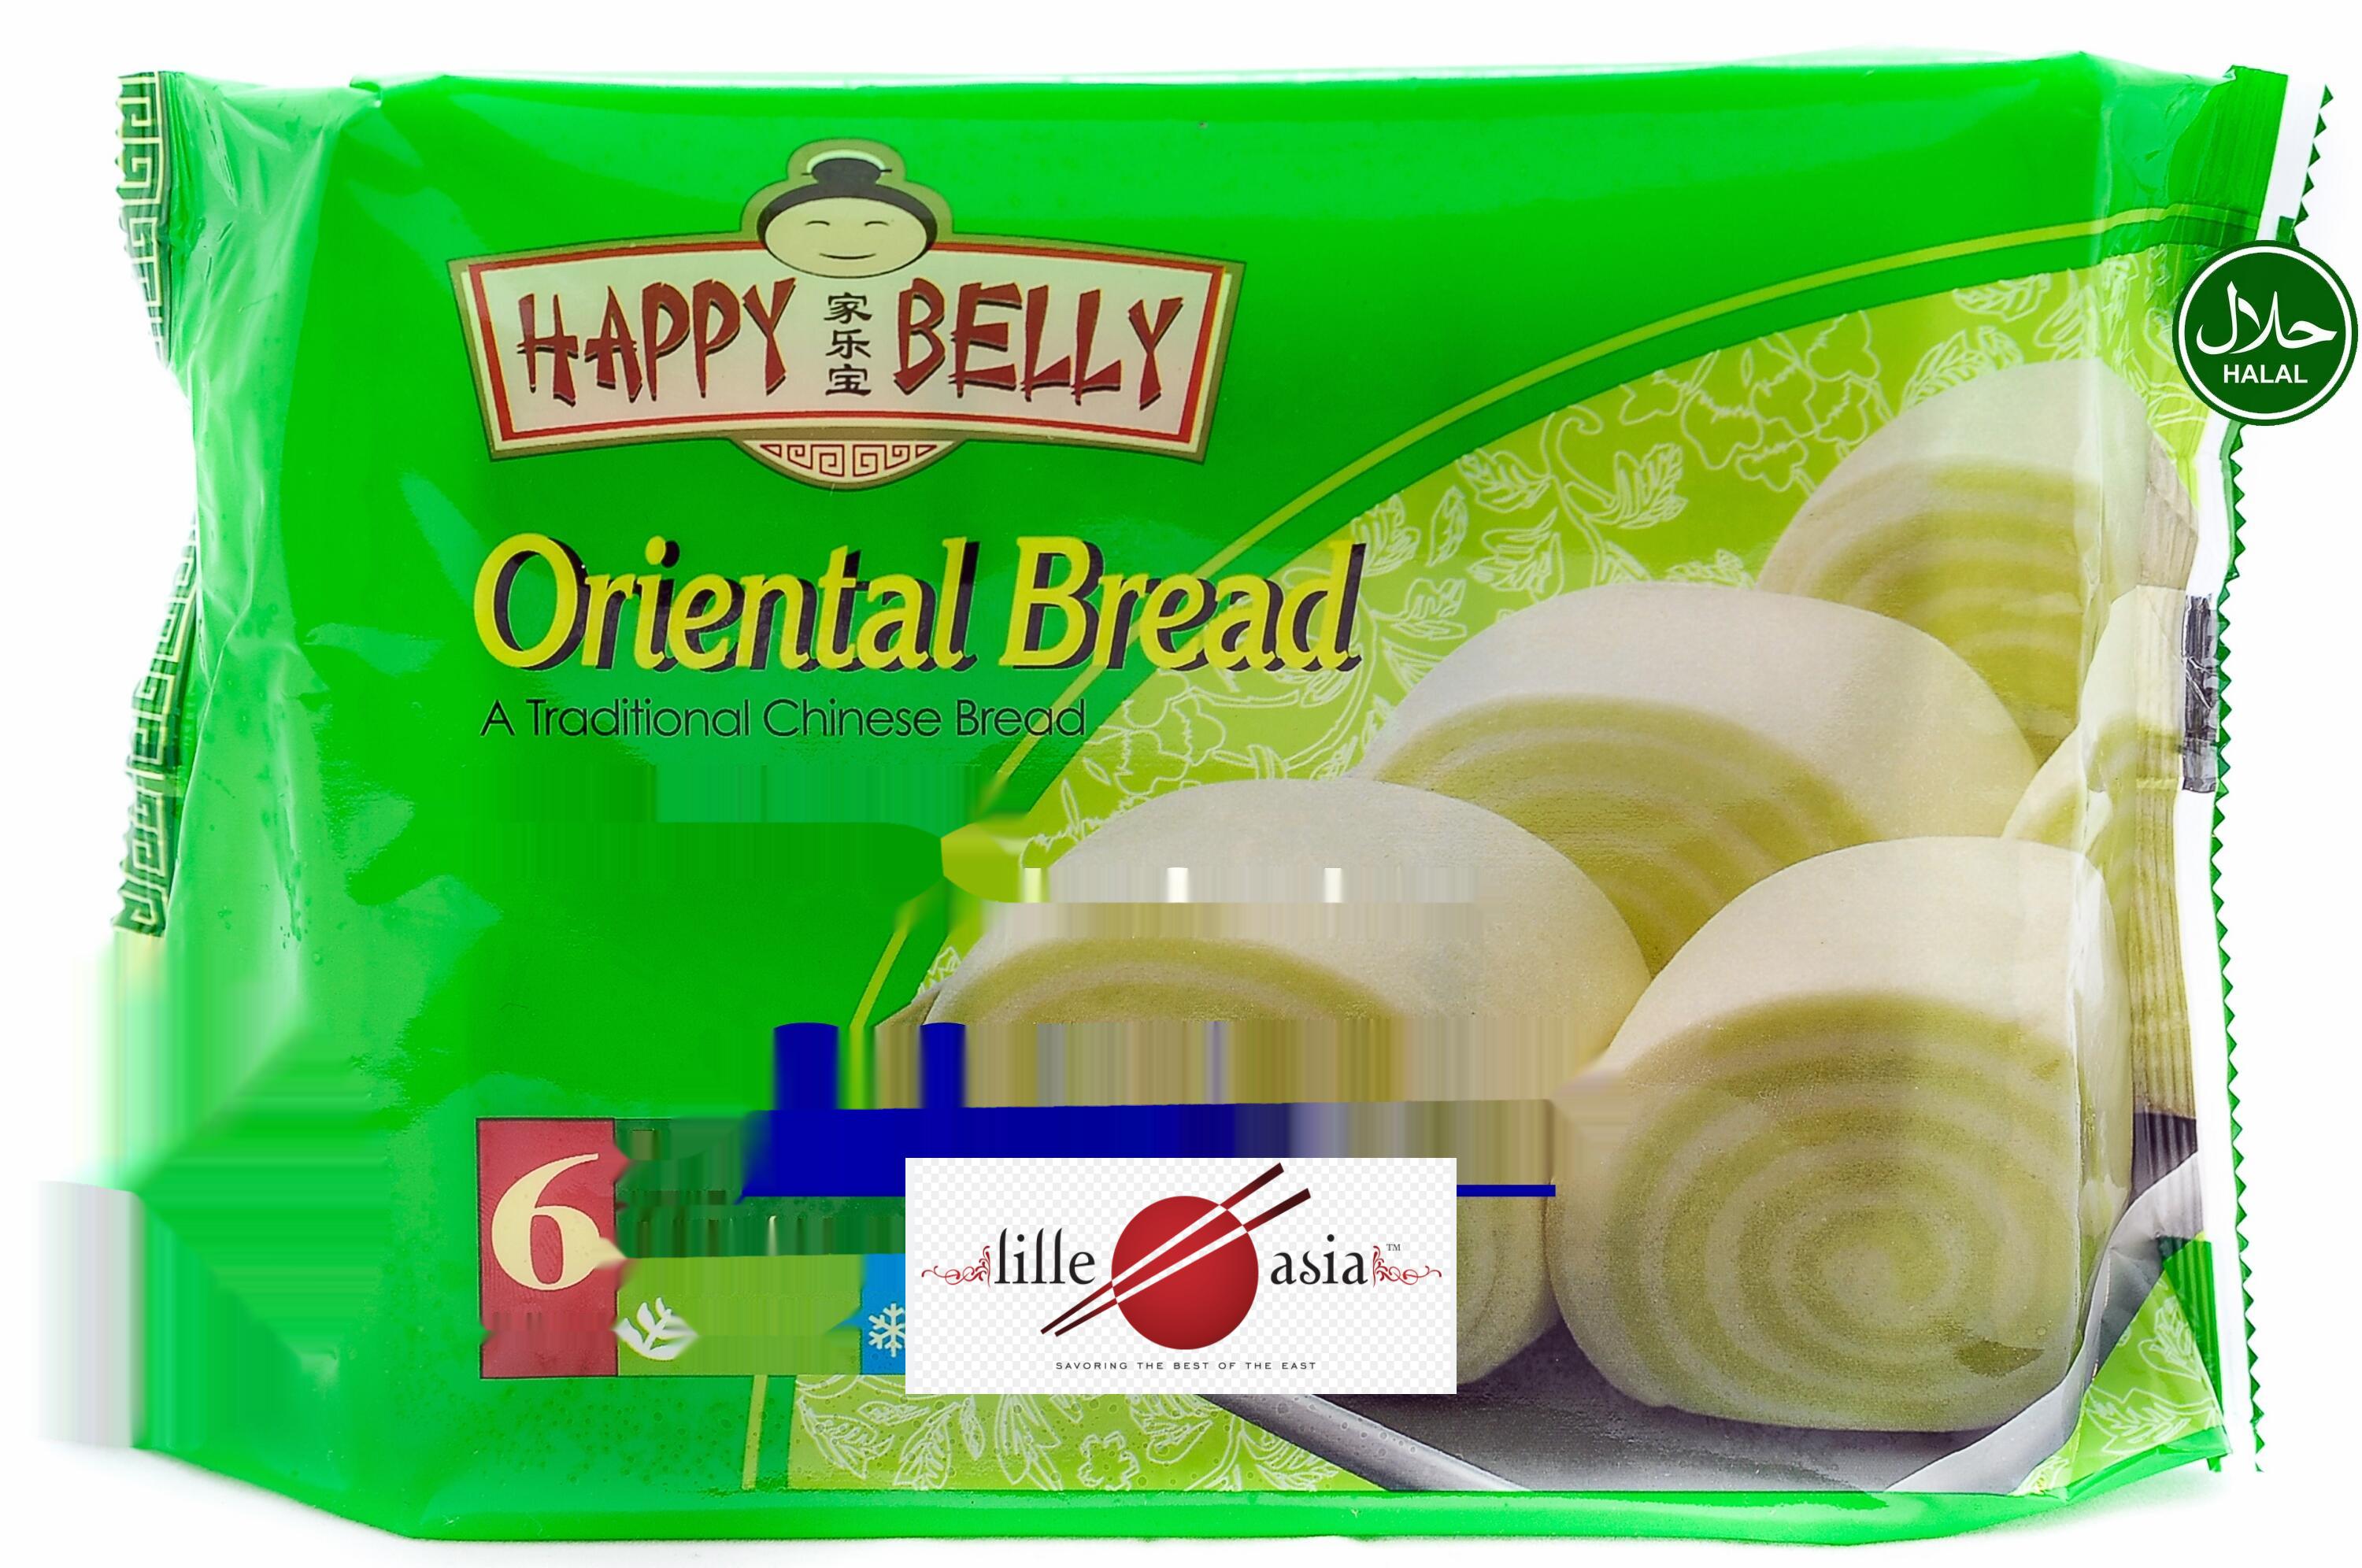 HAPPY 家乐宝 BELLY
Oriental Bread
A Traditional Chinese Bread
حلال
HALAL
6
lille asia™
SAVORING THE BEST OF THE EAST